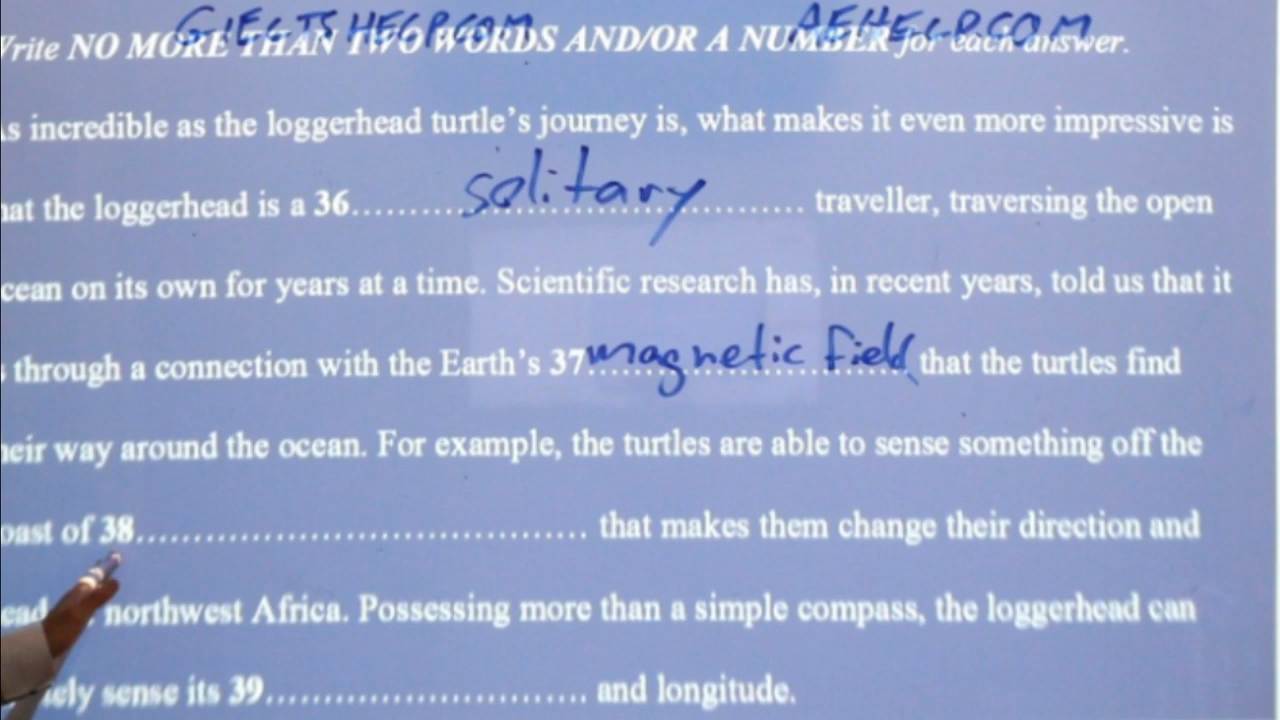 GIELTSHELP.COM AEHELP.COM
Write NO MORE THAN TWO WORDS AND/OR A NUMBER for each answer.
As incredible as the loggerhead turtle's journey is, what makes it even more impressive is
hat the loggerhead is a 36.......solitary....... traveller, traversing the open
cean on its own for years at a time. Scientific research has, in recent years, told us that it
through a connection with the Earth's 37magnetic field that the turtles find
heir way around the ocean. For example, the turtles are able to sense something off the
oast of 38....................................... that makes them change their direction and
ead northwest Africa. Possessing more than a simple compass, the loggerhead can
ely sense its 39............................ and longitude.